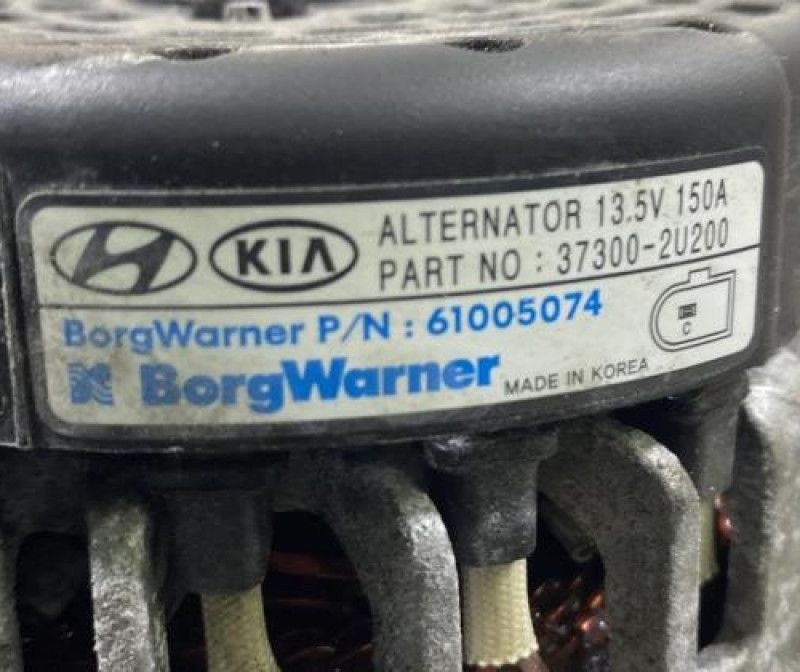 KIA
ALTERNATOR 13.5V 150A
PART NO : 37300-2U200
BorgWarner P/N : 61005074
C
BorgWarner
MADE IN KOREA